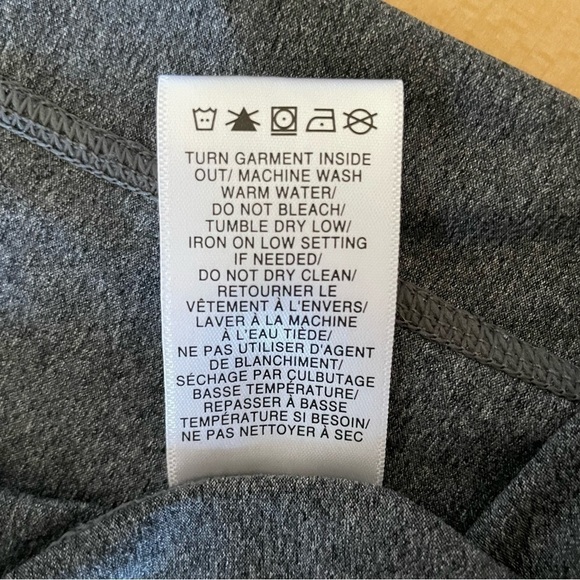 TURN GARMENT INSIDE
OUT/ MACHINE WASH
WARM WATER/
DO NOT BLEACH/
TUMBLE DRY LOW/
IRON ON LOW SETTING
IF NEEDED/
DO NOT DRY CLEAN/
RETOURNER LE
VÊTEMENT À L'ENVERS/
LAVER À LA MACHINE
À L'EAU TIÈDE/
NE PAS UTILISER D'AGENT
DE BLANCHIMENT/
SÉCHAGE PAR CULBUTAGE
BASSE TEMPÉRATURE/
REPASSER À BASSE
TEMPÉRATURE SI BESOIN/
NE PAS NETTOYER À SEC